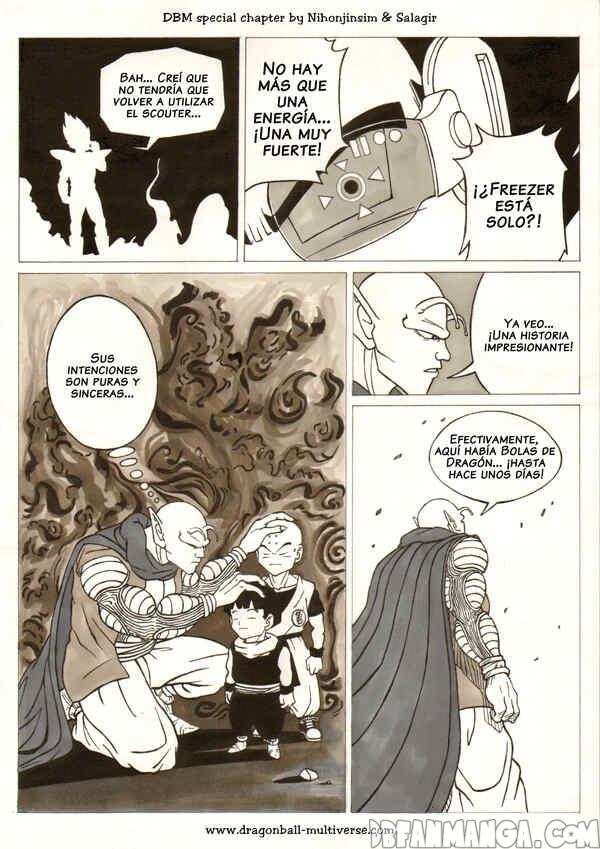 DBM special chapter by Nihonjinsim & Salagir
Bah... Creí que
no tendría que
volver a utilizar
el scouter...
No hay
más que
una
energía...
¡Una muy
fuerte!
¡¿Freezer
está
solo?!
Sus
intenciones
son puras y
sinceras...
Ya veo...
¡Una historia
impresionante!
Efectivamente,
aquí había Bolas de
Dragón... ¡hasta
hace unos días!
www.dragonball-multiverse.com
DBFANMANGA.COM